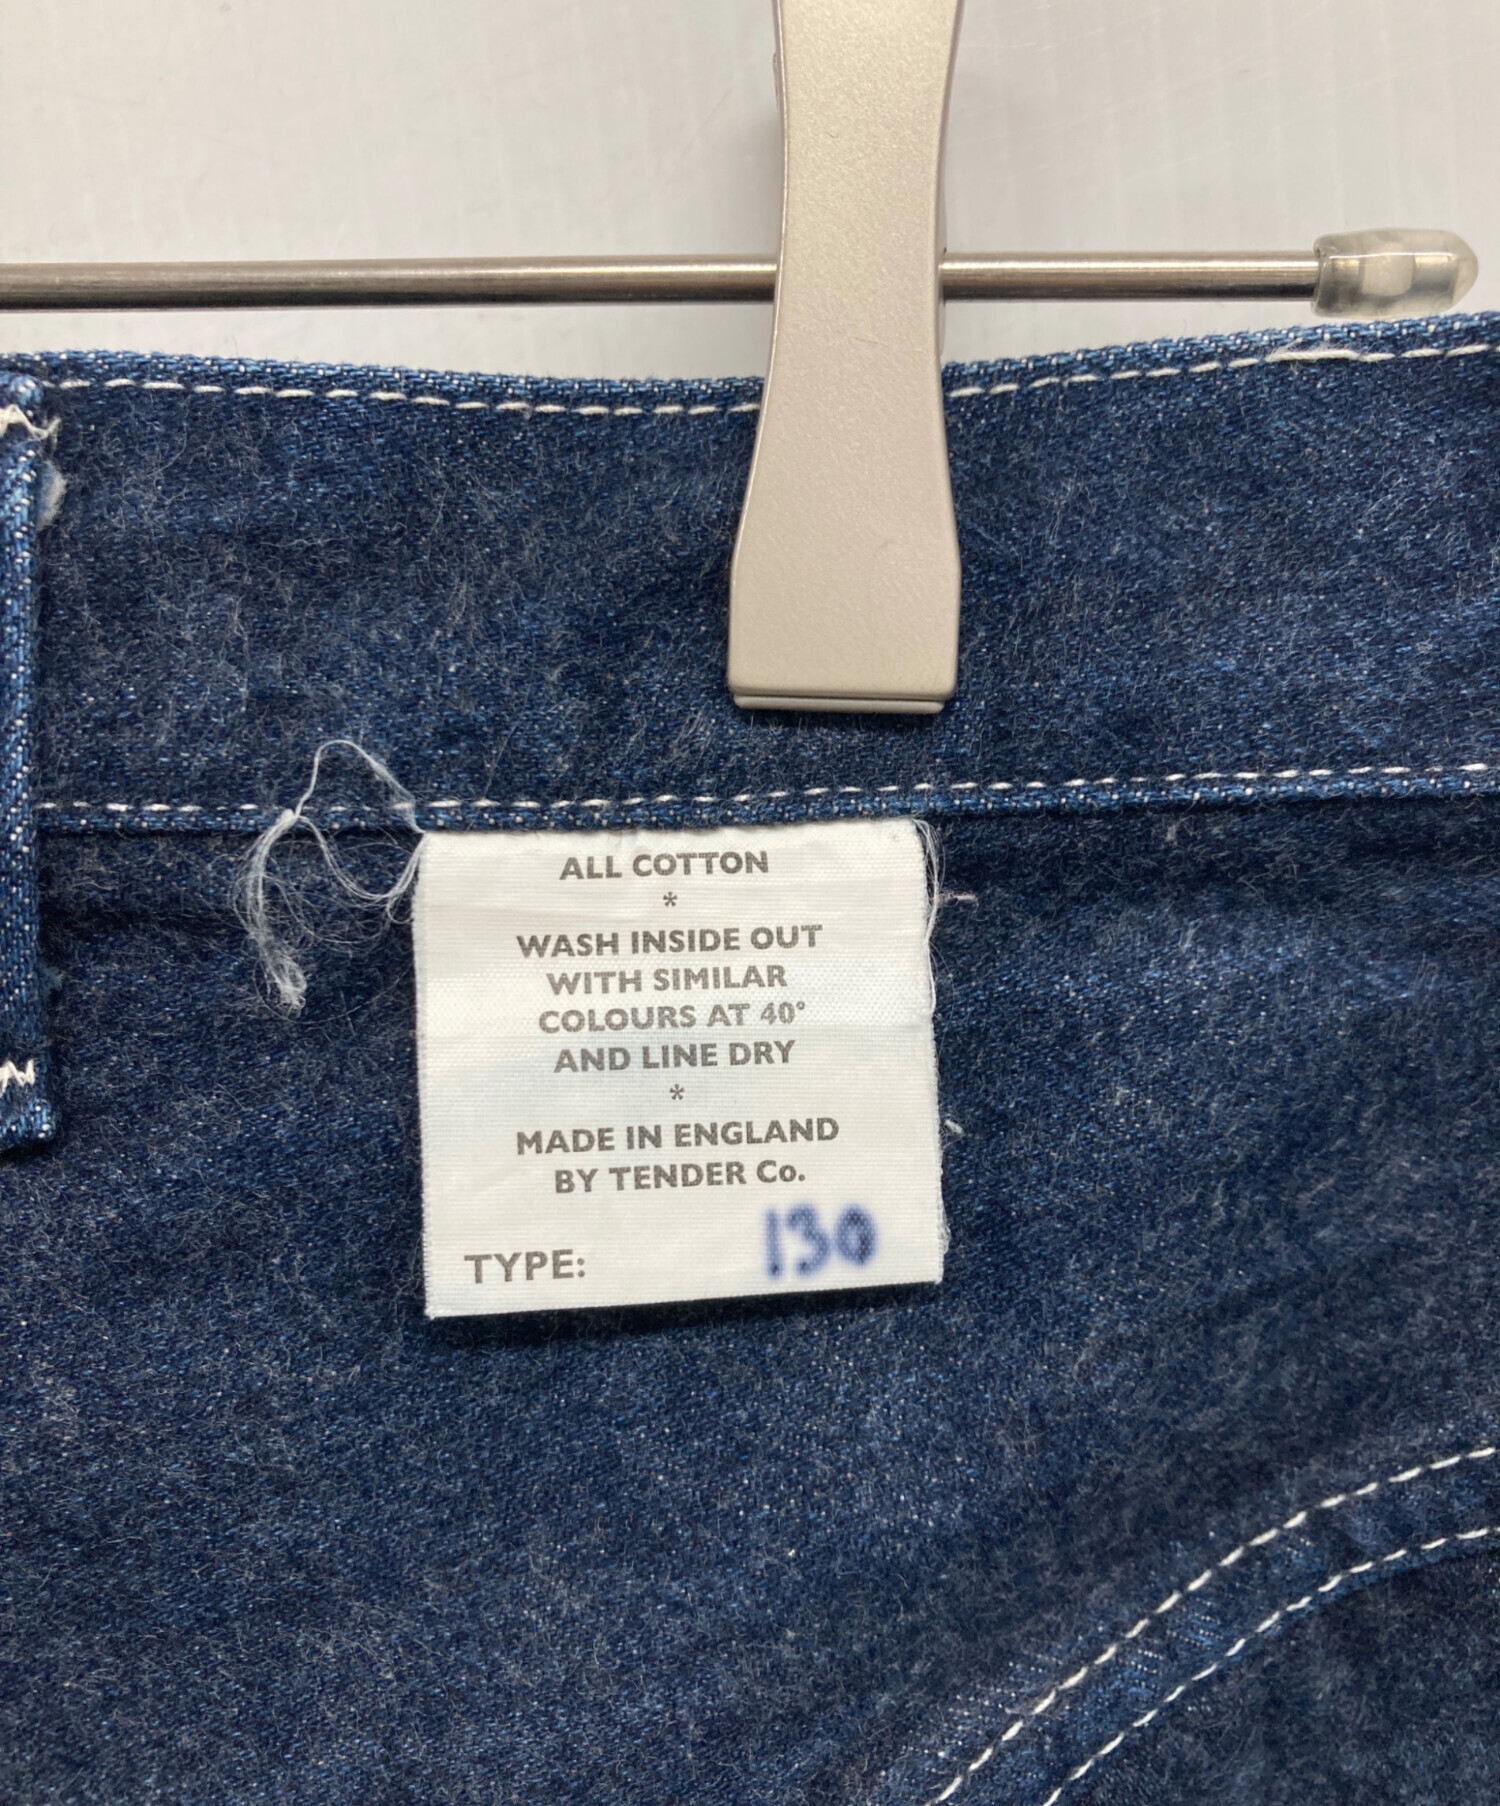 ALL COTTON
*
WASH INSIDE OUT
WITH SIMILAR
COLOURS AT 40°
AND LINE DRY
*
MADE IN ENGLAND
BY TENDER Co.
TYPE: 130